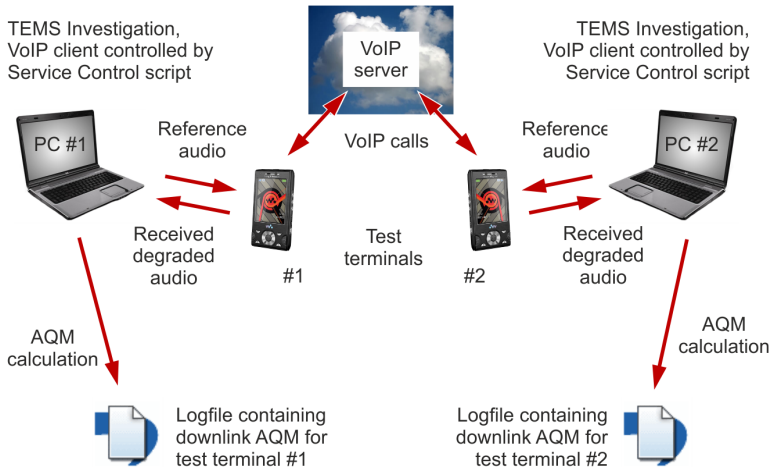 TEMS Investigation,
VoIP client controlled by
Service Control script
VoIP
server
TEMS Investigation,
VoIP client controlled by
Service Control script
PC #1
Reference
audio
VoIP calls
Reference
audio
PC #2
Received
degraded
audio
#1
Test
terminals
#2
Received
degraded
audio
AQM
calculation
AQM
calculation
Logfile containing
downlink AQM for
test terminal #1
Logfile containing
downlink AQM for
test terminal #2